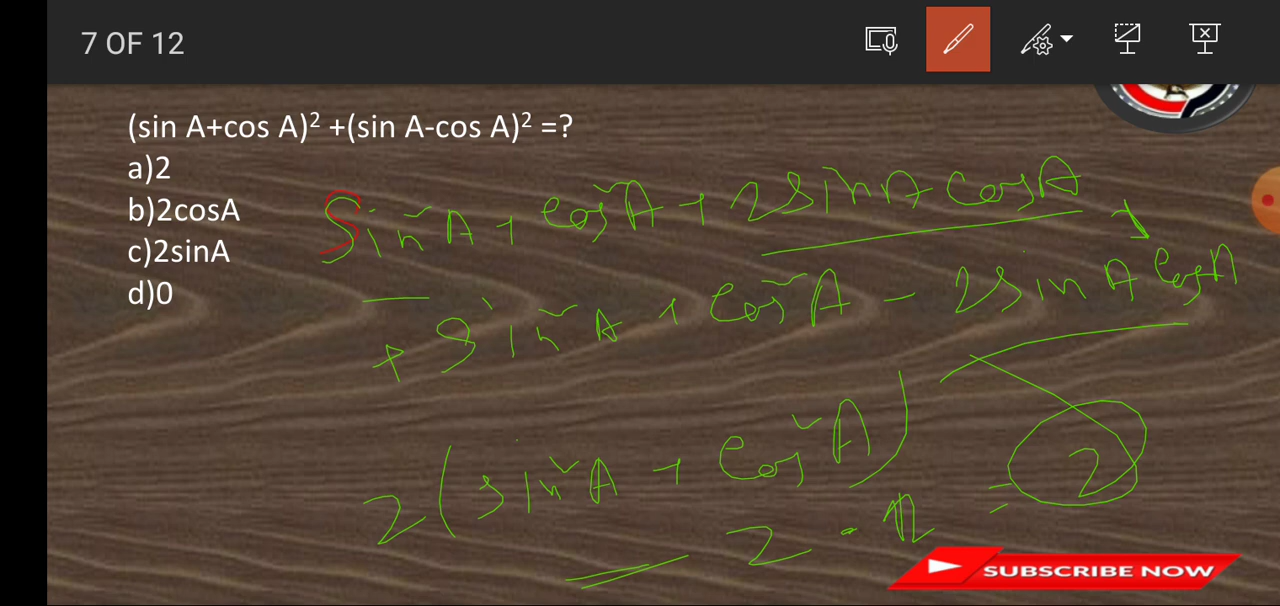 7 OF 12
(sin A+cos A)² +(sin A-cos A)² =?
a)2
b)2cosA
c)2sinA
d)0
Sin²A + cos²A + 2sinA cosA
+ Sin²A + cos²A - 2sinA cosA
2(sin²A + cos²A)
2 · 1 = 2
SUBSCRIBE NOW